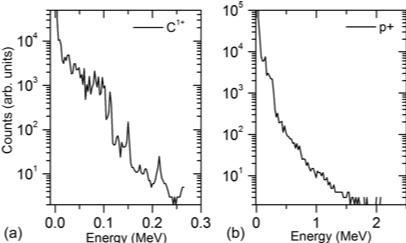 C¹⁺
10⁴
10³
10²
10¹
Counts (arb. units)
0.0 0.1 0.2 0.3
Energy (MeV)
(a)
p+
10⁵
10⁴
10³
10²
10¹
0 1 2
Energy (MeV)
(b)